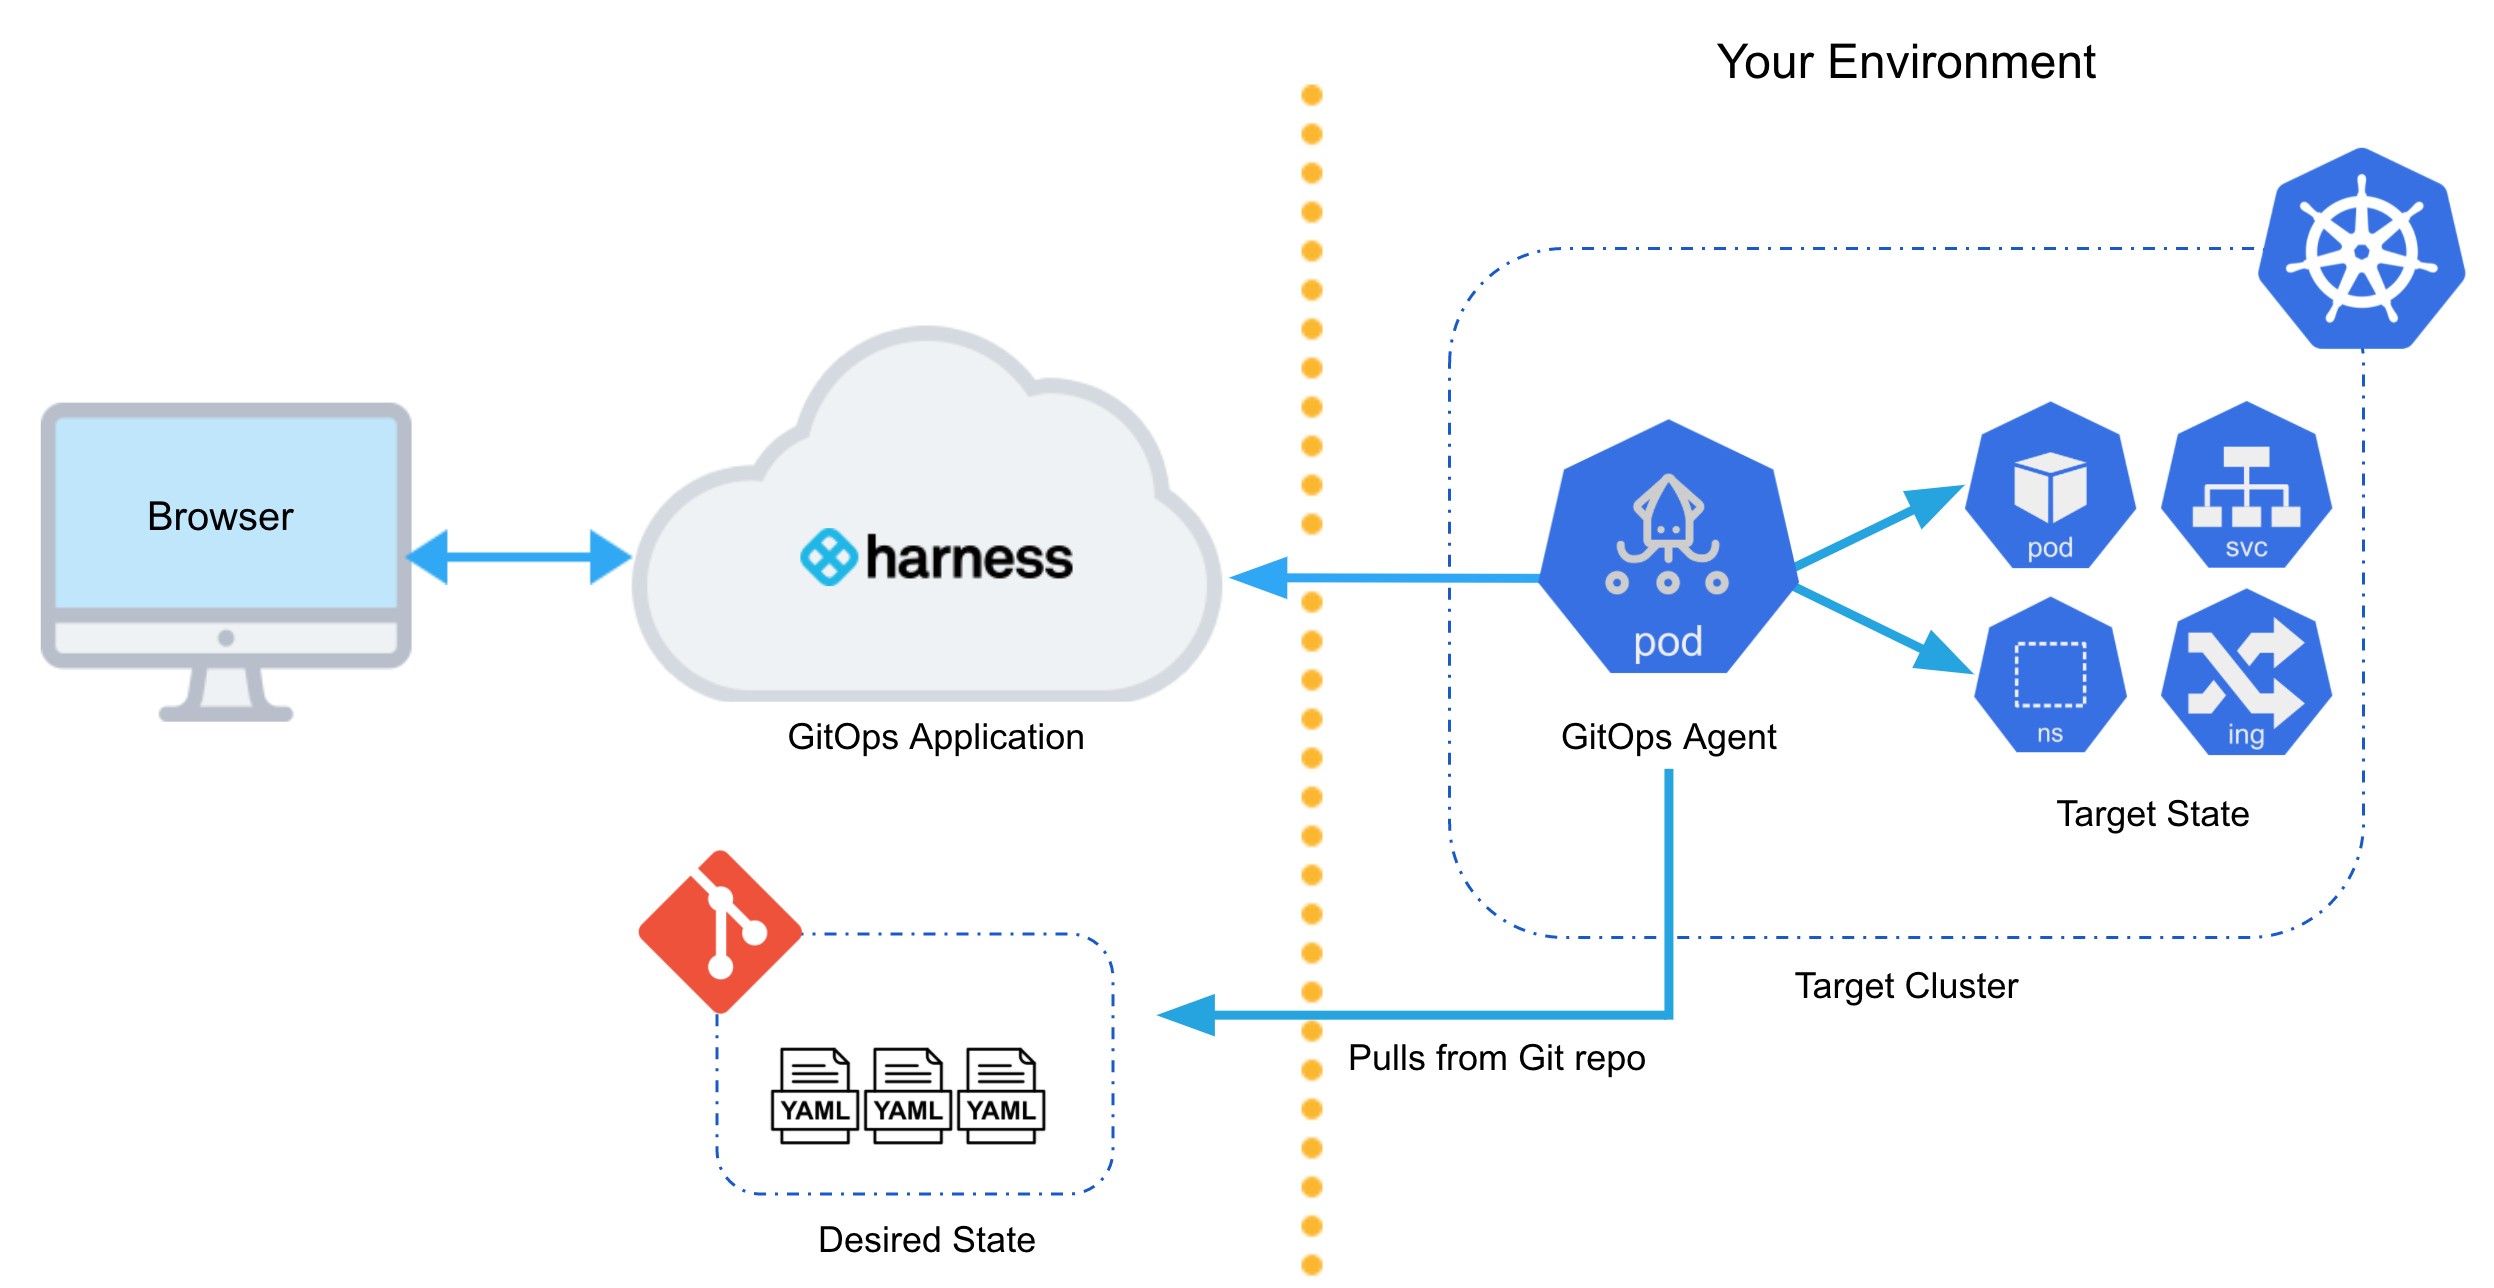 Your Environment
Browser
harness
pod
svc
pod
ns
ing
GitOps Application
GitOps Agent
Target State
Target Cluster
Pulls from Git repo
YAML YAML YAML
Desired State